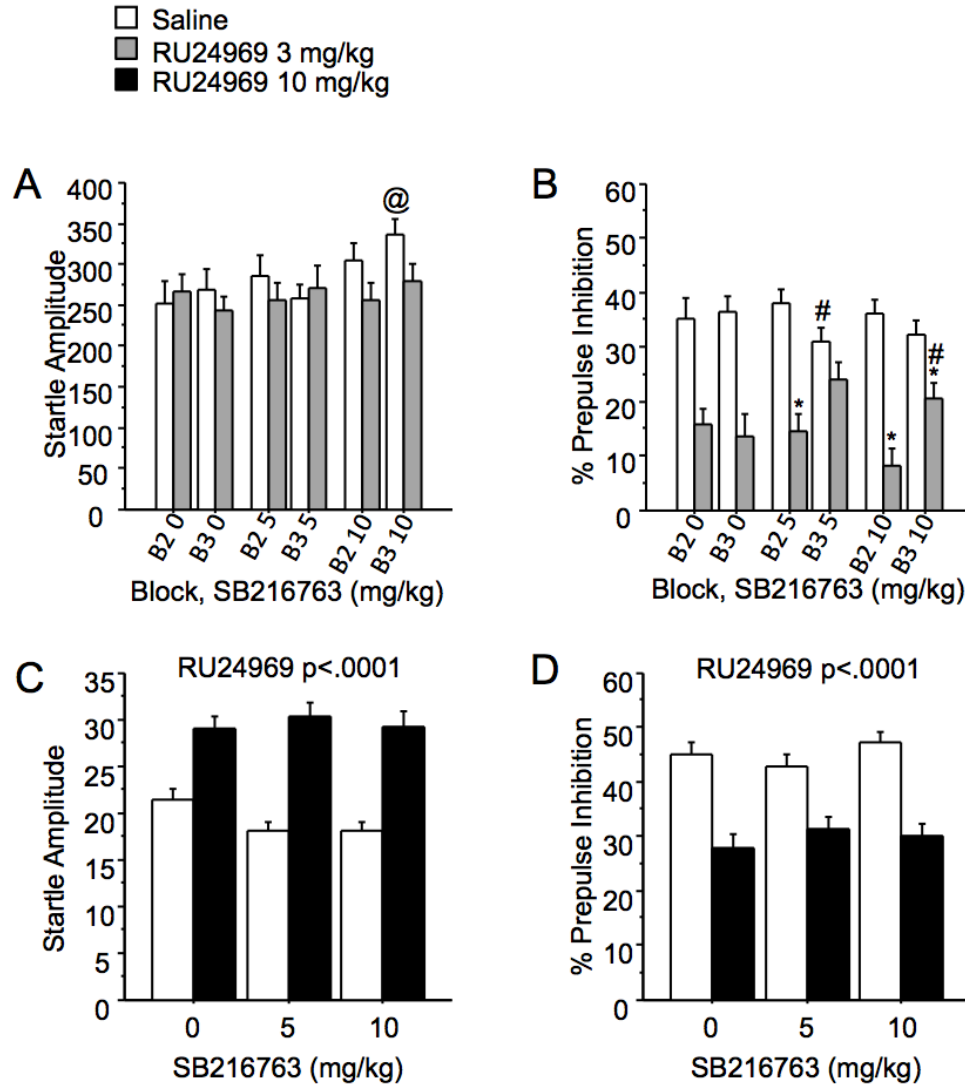 Saline
RU24969 3 mg/kg
RU24969 10 mg/kg
A
400
350
300
250
200
150
100
50
0
Startle Amplitude
@
B2 0
B3 0
B2 5
B3 5
B2 10
B3 10
Block, SB216763 (mg/kg)
B
60
50
40
30
20
10
0
% Prepulse Inhibition
*
#
*
#
*
B2 0
B3 0
B2 5
B3 5
B2 10
B3 10
Block, SB216763 (mg/kg)
C
RU24969 p<.0001
35
30
25
20
15
10
5
0
Startle Amplitude
0 5 10
SB216763 (mg/kg)
D
RU24969 p<.0001
60
50
40
30
20
10
0
% Prepulse Inhibition
0 5 10
SB216763 (mg/kg)